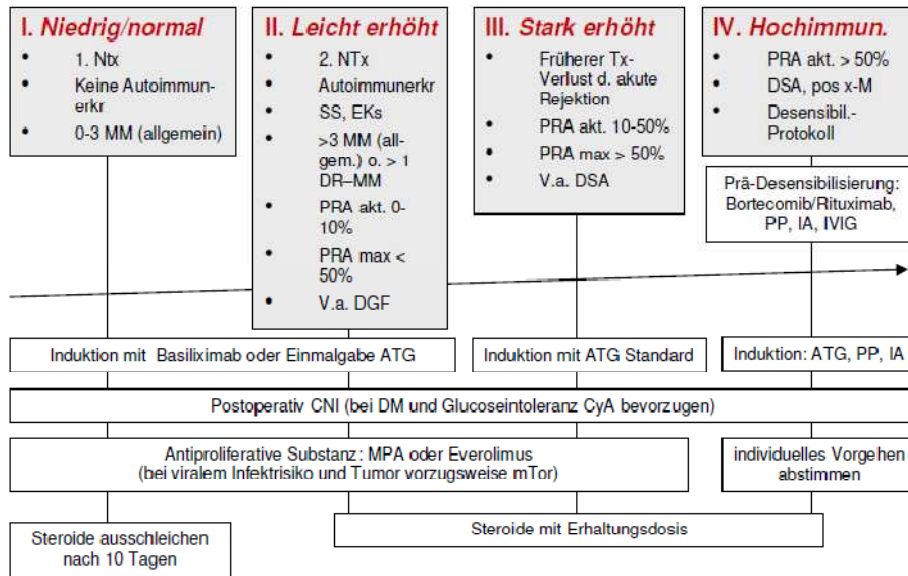 I. Niedrig/normal
• 1. Ntx
• Keine Autoimmun-
erkr
• 0-3 MM (allgemein)
II. Leicht erhöht
• 2. NTx
• Autoimmunerkr
• SS, EKs
• >3 MM (all-
gem.) o. > 1
DR–MM
• PRA akt. 0-
10%
• PRA max <
50%
• V.a. DGF
III. Stark erhöht
• Früherer Tx-
Verlust d. akute
Rejektion
• PRA akt. 10-50%
• PRA max > 50%
• V.a. DSA
IV. Hochimmun.
• PRA akt. > 50%
• DSA, pos x-M
• Desensibil.-
Protokoll
Prä-Desensibilisierung:
Bortecomib/Rituximab,
PP, IA, IVIG
Induktion mit Basiliximab oder Einmalgabe ATG
Induktion mit ATG Standard
Induktion: ATG, PP, IA
Postoperativ CNI (bei DM und Glucoseintoleranz CyA bevorzugen)
Antiproliferative Substanz: MPA oder Everolimus
(bei viralem Infektrisiko und Tumor vorzugsweise mTor)
individuelles Vorgehen
abstimmen
Steroide ausschleichen
nach 10 Tagen
Steroide mit Erhaltungsdosis